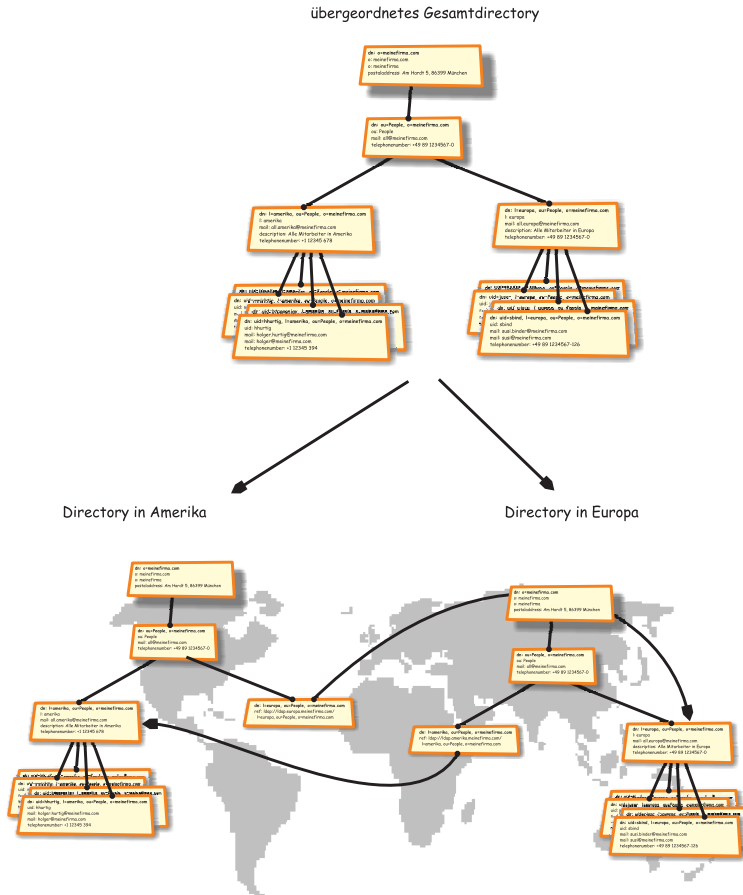 übergeordnetes Gesamtdirectory
dn: o=meinefirma.com
o: meinefirma.com
o: meinefirma
postaladdress: Am Hardt 5, 86399 München
dn: ou=People, o=meinefirma.com
ou: People
mail: all@meinefirma.com
telephonenumber: +49 89 1234567-0
dn: l=amerika, ou=People, o=meinefirma.com
l: amerika
mail: all.amerika@meinefirma.com
description: Alle Mitarbeiter in Amerika
telephonenumber: +1 12345 678
dn: l=europa, ou=People, o=meinefirma.com
l: europa
mail: all.europa@meinefirma.com
description: Alle Mitarbeiter in Europa
telephonenumber: +49 89 1234567-0
dn: uid=hhurtig, l=amerika, ou=People, o=meinefirma.com
uid: hhurtig
mail: holger.hurtig@meinefirma.com
mail: holger@meinefirma.com
telephonenumber: +1 12345 394
dn: uid=sbind, l=europa, ou=People, o=meinefirma.com
uid: sbind
mail: susi.binder@meinefirma.com
mail: susi@meinefirma.com
telephonenumber: +49 89 1234567-126
Directory in Amerika
Directory in Europa
dn: o=meinefirma.com
o: meinefirma.com
o: meinefirma
postaladdress: Am Hardt 5, 86399 München
dn: ou=People, o=meinefirma.com
ou: People
mail: all@meinefirma.com
telephonenumber: +49 89 1234567-0
dn: l=amerika, ou=People, o=meinefirma.com
l: amerika
mail: all.amerika@meinefirma.com
description: Alle Mitarbeiter in Amerika
telephonenumber: +1 12345 678
dn: l=europa, ou=People, o=meinefirma.com
ref: ldap://ldap.europa.meinefirma.com/
l=europa, ou=People, o=meinefirma.com
dn: uid=hhurtig, l=amerika, ou=People, o=meinefirma.com
uid: hhurtig
mail: holger.hurtig@meinefirma.com
mail: holger@meinefirma.com
telephonenumber: +1 12345 394
dn: o=meinefirma.com
o: meinefirma.com
o: meinefirma
postaladdress: Am Hardt 5, 86399 München
dn: ou=People, o=meinefirma.com
ou: People
mail: all@meinefirma.com
telephonenumber: +49 89 1234567-0
dn: l=amerika, ou=People, o=meinefirma.com
ref: ldap://ldap.amerika.meinefirma.com/
l=amerika, ou=People, o=meinefirma.com
dn: l=europa, ou=People, o=meinefirma.com
l: europa
mail: all.europa@meinefirma.com
description: Alle Mitarbeiter in Europa
telephonenumber: +49 89 1234567-0
dn: uid=sbind, l=europa, ou=People, o=meinefirma.com
uid: sbind
mail: susi.binder@meinefirma.com
mail: susi@meinefirma.com
telephonenumber: +49 89 1234567-126